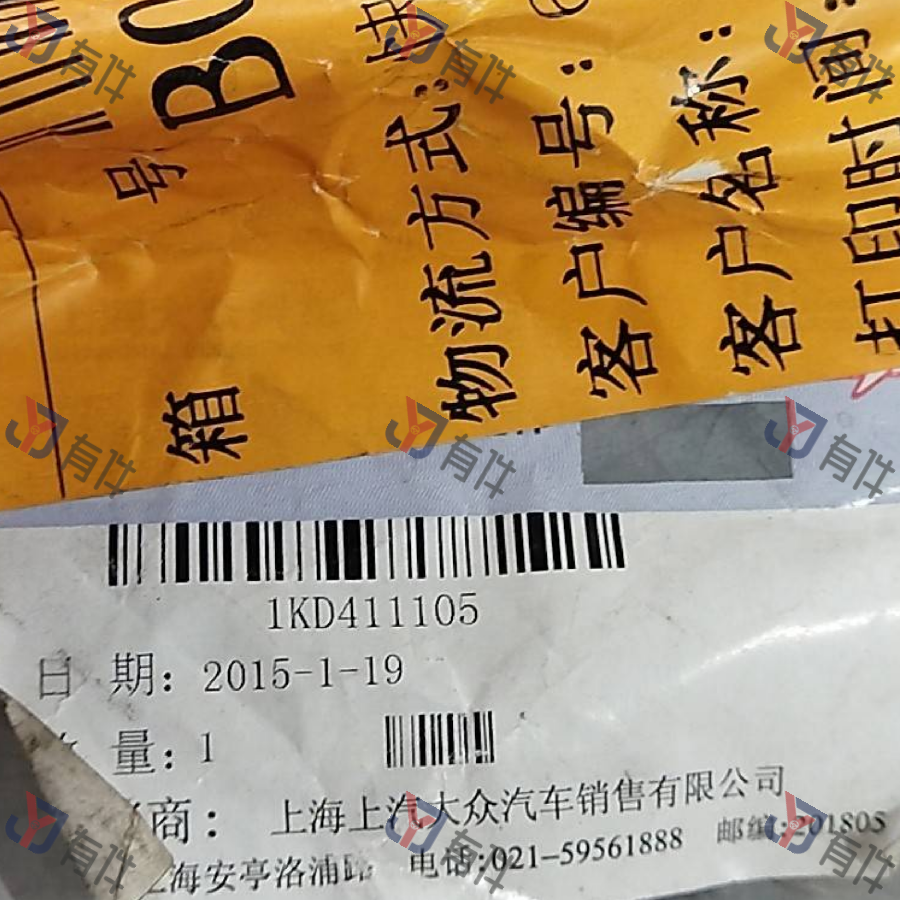 BO
箱 号
物流方式:
客户编号:
客户名称:
打印时间:
1KD411105
日 期: 2015-1-19
量: 1
商: 上海上汽大众汽车销售有限公司
上海安亭洛浦路 电话:021-59561888 邮编:201805
有件